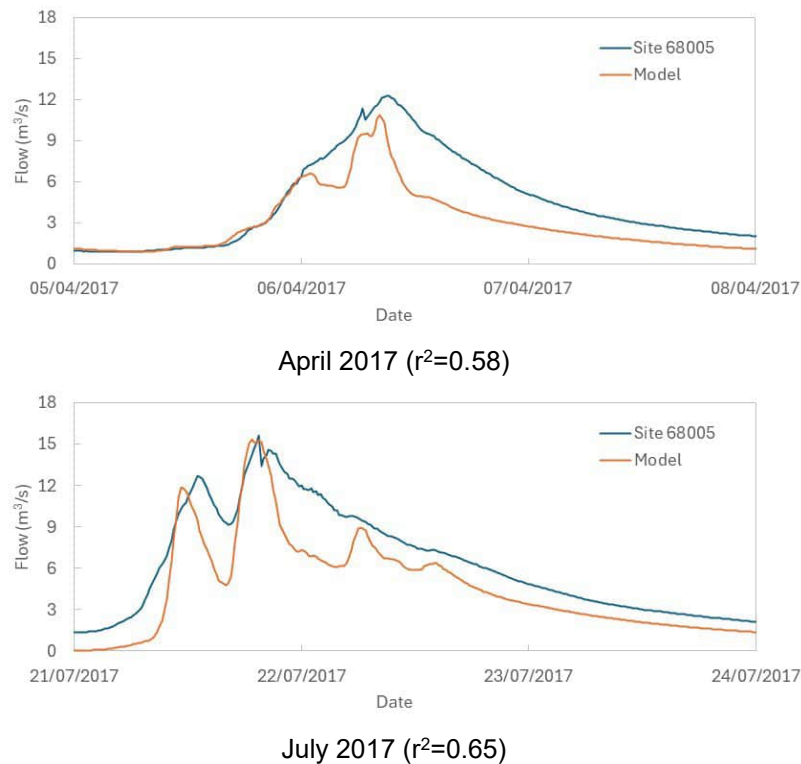 18
15
12
9
6
3
0
Flow (m³/s)
Site 68005
Model
05/04/2017 06/04/2017 07/04/2017 08/04/2017
Date
April 2017 (r²=0.58)
18
15
12
9
6
3
0
Flow (m³/s)
Site 68005
Model
21/07/2017 22/07/2017 23/07/2017 24/07/2017
Date
July 2017 (r²=0.65)